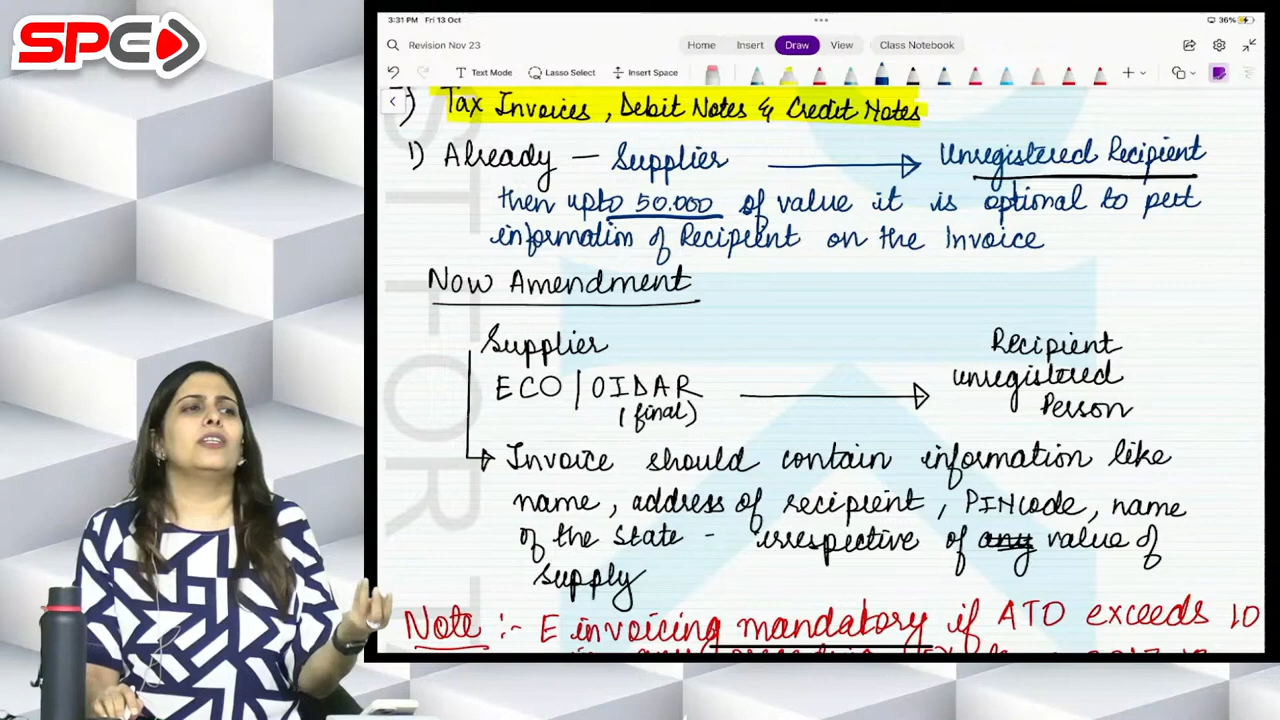 SPC
3:31 PM Fri 13 Oct
36%
Revision Nov 23
Home Insert Draw View Class Notebook
Text Mode Lasso Select Insert Space
Tax Invoices, Debit Notes & Credit Notes
1) Already – Supplier → Unregistered Recipient
then upto 50.000 of value it is optional to pert
information of Recipient on the Invoice
Now Amendment
Supplier Recipient
ECO | OIDAR → unregistered
(final) Person
Invoice should contain information like
name, address of recipient, PINCode, name
of the State - irrespective of any value of
supply
Note :- E invoicing mandatory if ATO exceeds 10